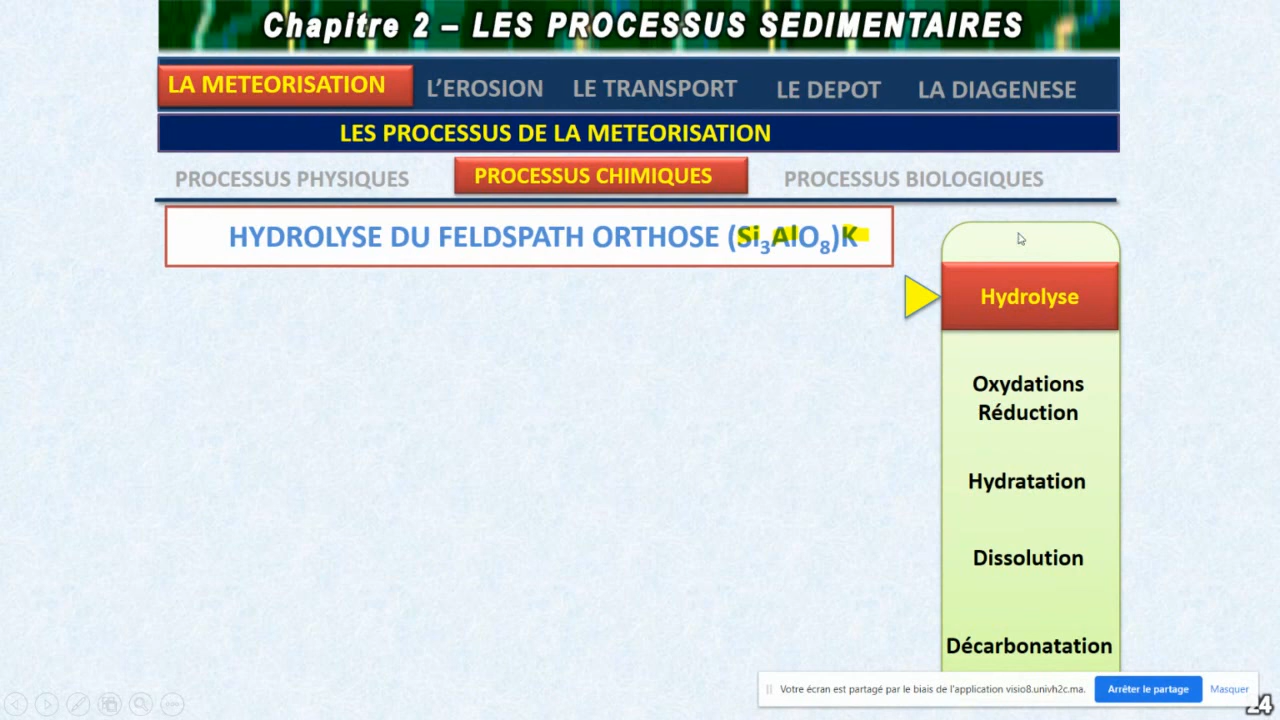 Chapitre 2 – LES PROCESSUS SEDIMENTAIRES
LA METEORISATION L'EROSION LE TRANSPORT LE DEPOT LA DIAGENESE
LES PROCESSUS DE LA METEORISATION
PROCESSUS PHYSIQUES PROCESSUS CHIMIQUES PROCESSUS BIOLOGIQUES
HYDROLYSE DU FELDSPATH ORTHOSE (Si₃AlO₈)K
Hydrolyse
Oxydations
Réduction
Hydratation
Dissolution
Décarbonatation
Votre écran est partagé par le biais de l'application visio8.univh2c.ma. Arrêter le partage Masquer
24